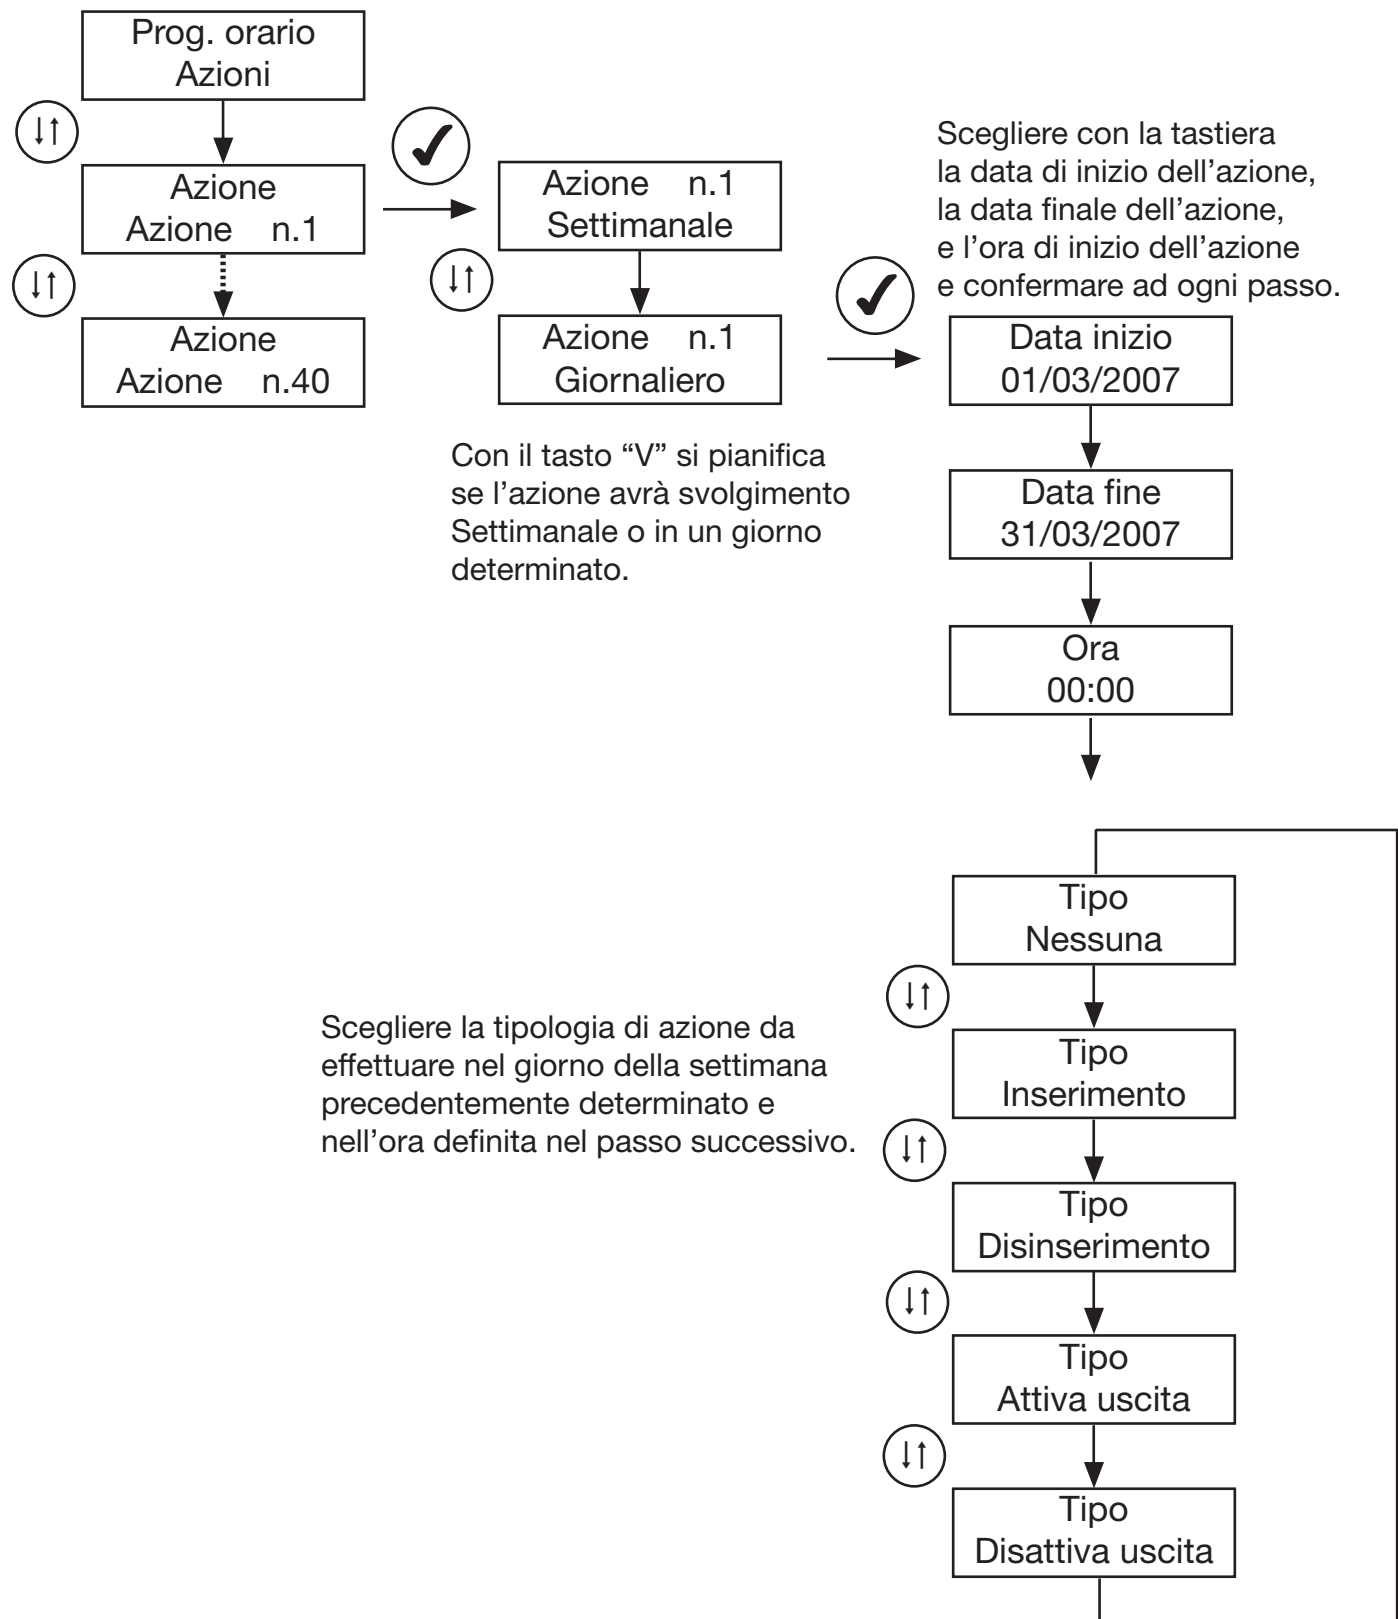 Prog. orario
Azioni
Azione
Azione n.1
Azione
Azione n.40
Azione n.1
Settimanale
Azione n.1
Giornaliero
Con il tasto “V” si pianifica
se l’azione avrà svolgimento
Settimanale o in un giorno
determinato.
Scegliere con la tastiera
la data di inizio dell’azione,
la data finale dell’azione,
e l’ora di inizio dell’azione
e confermare ad ogni passo.
Data inizio
01/03/2007
Data fine
31/03/2007
Ora
00:00
Scegliere la tipologia di azione da
effettuare nel giorno della settimana
precedentemente determinato e
nell’ora definita nel passo successivo.
Tipo
Nessuna
Tipo
Inserimento
Tipo
Disinserimento
Tipo
Attiva uscita
Tipo
Disattiva uscita